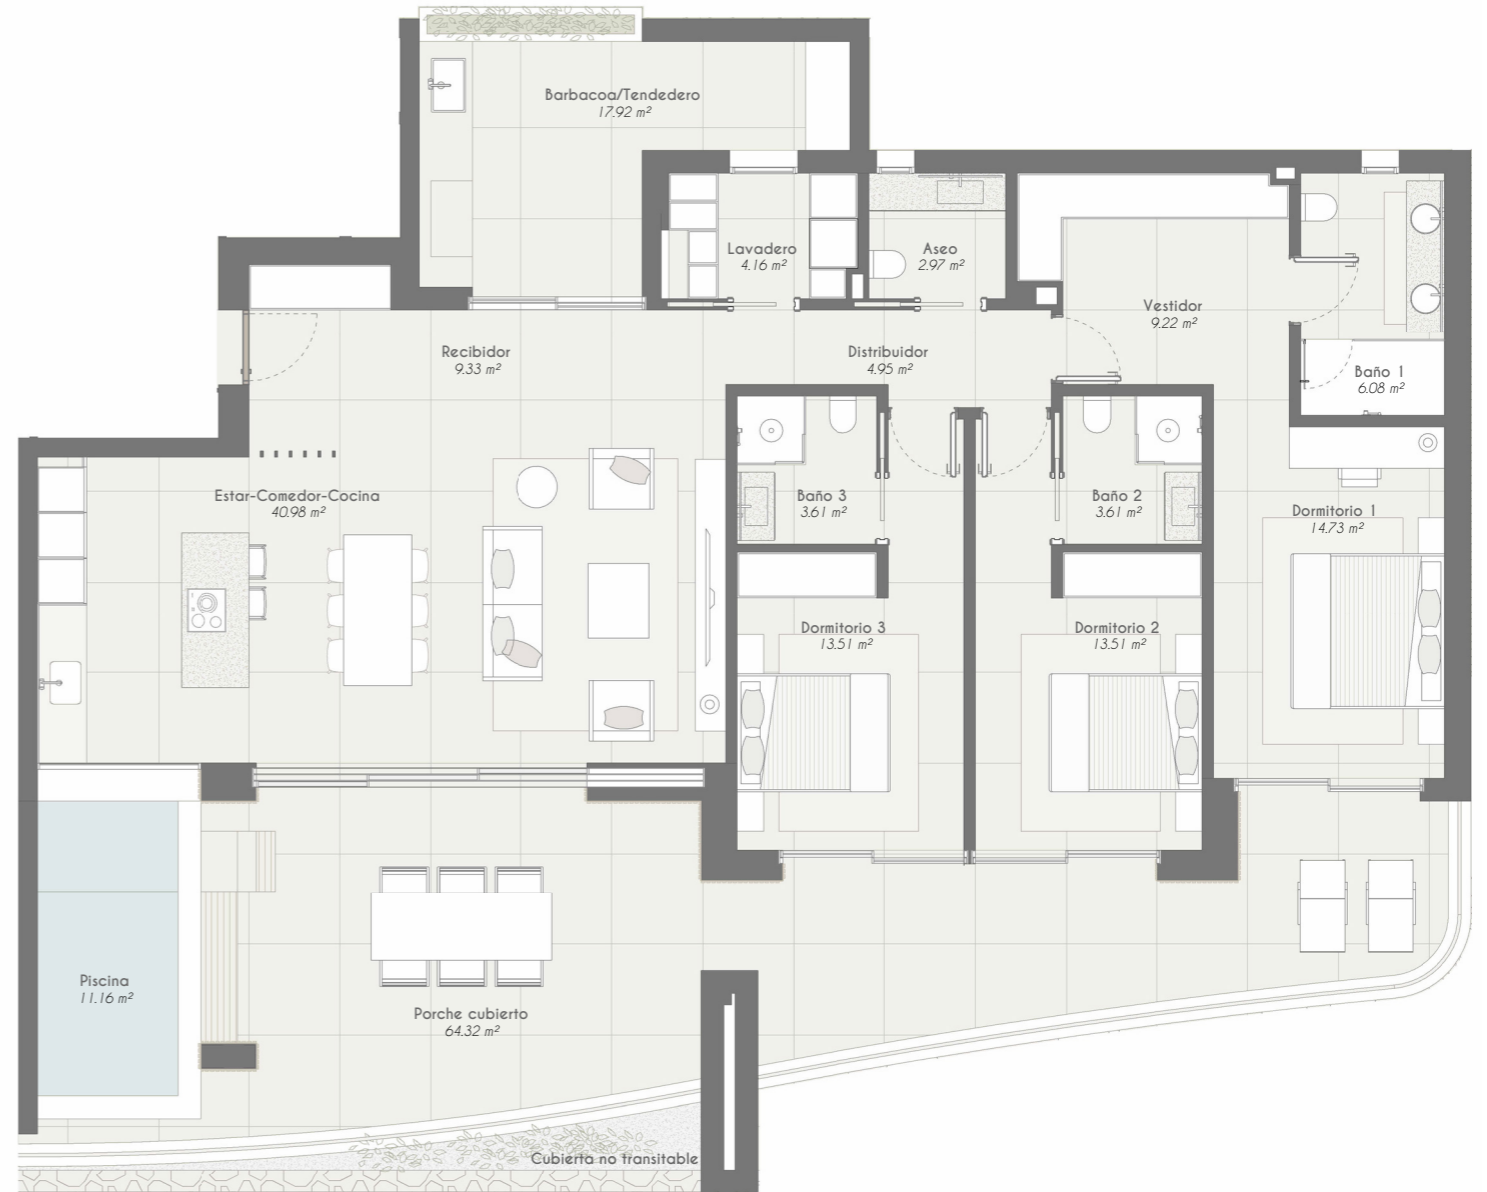 Barbacoa/Tendedero
17.92 m²
Lavadero
4.16 m²
Aseo
2.97 m²
Vestidor
9.22 m²
Recibidor
9.33 m²
Distribuidor
4.95 m²
Baño 1
6.08 m²
Estar-Comedor-Cocina
40.98 m²
Baño 3
3.61 m²
Baño 2
3.61 m²
Dormitorio 1
14.73 m²
Dormitorio 3
13.51 m²
Dormitorio 2
13.51 m²
Piscina
11.16 m²
Porche cubierto
64.32 m²
Cubierta no transitable